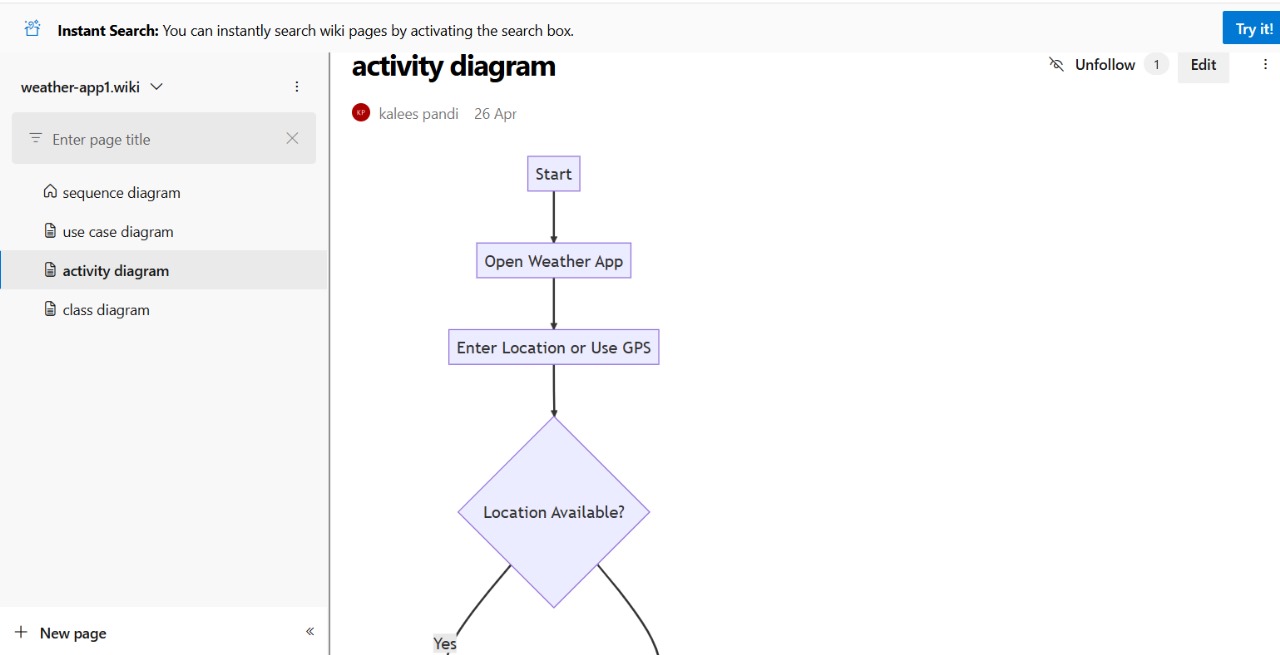 Instant Search: You can instantly search wiki pages by activating the search box.
Try it!
weather-app1.wiki
Enter page title
sequence diagram
use case diagram
activity diagram
class diagram
New page
activity diagram
Unfollow 1 Edit
KP kalees pandi 26 Apr
Start
Open Weather App
Enter Location or Use GPS
Location Available?
Yes